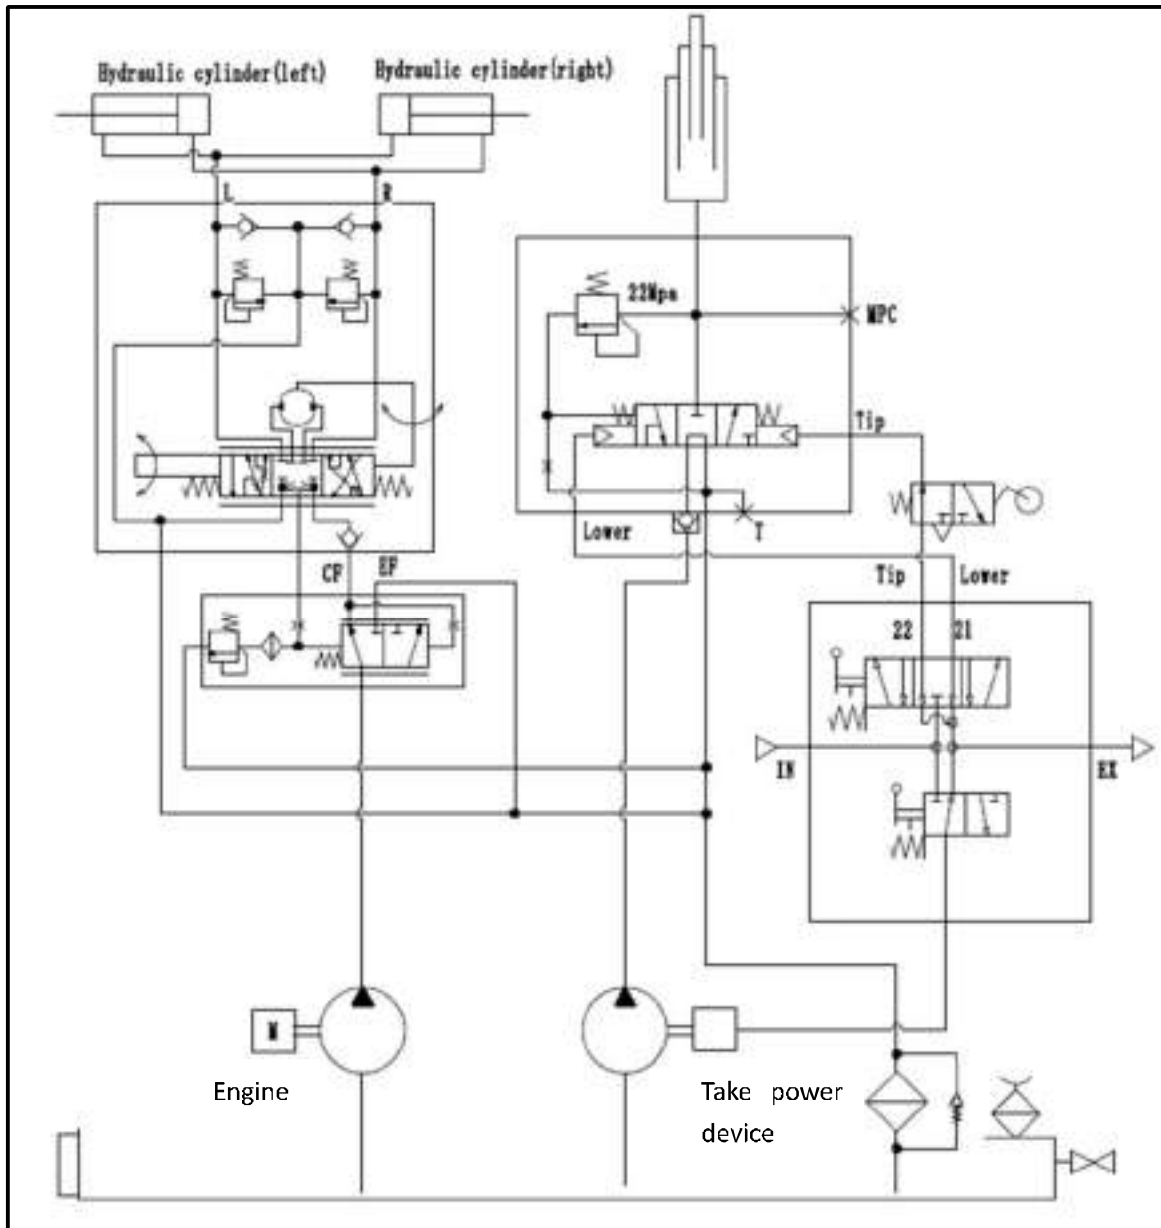 Hydraulic cylinder(left)
Hydraulic cylinder(right)
L
R
22Mpa
MPC
Tip
Lower
T
CF
EF
Tip
Lower
22
21
IN
EX
M
Engine
Take power
device